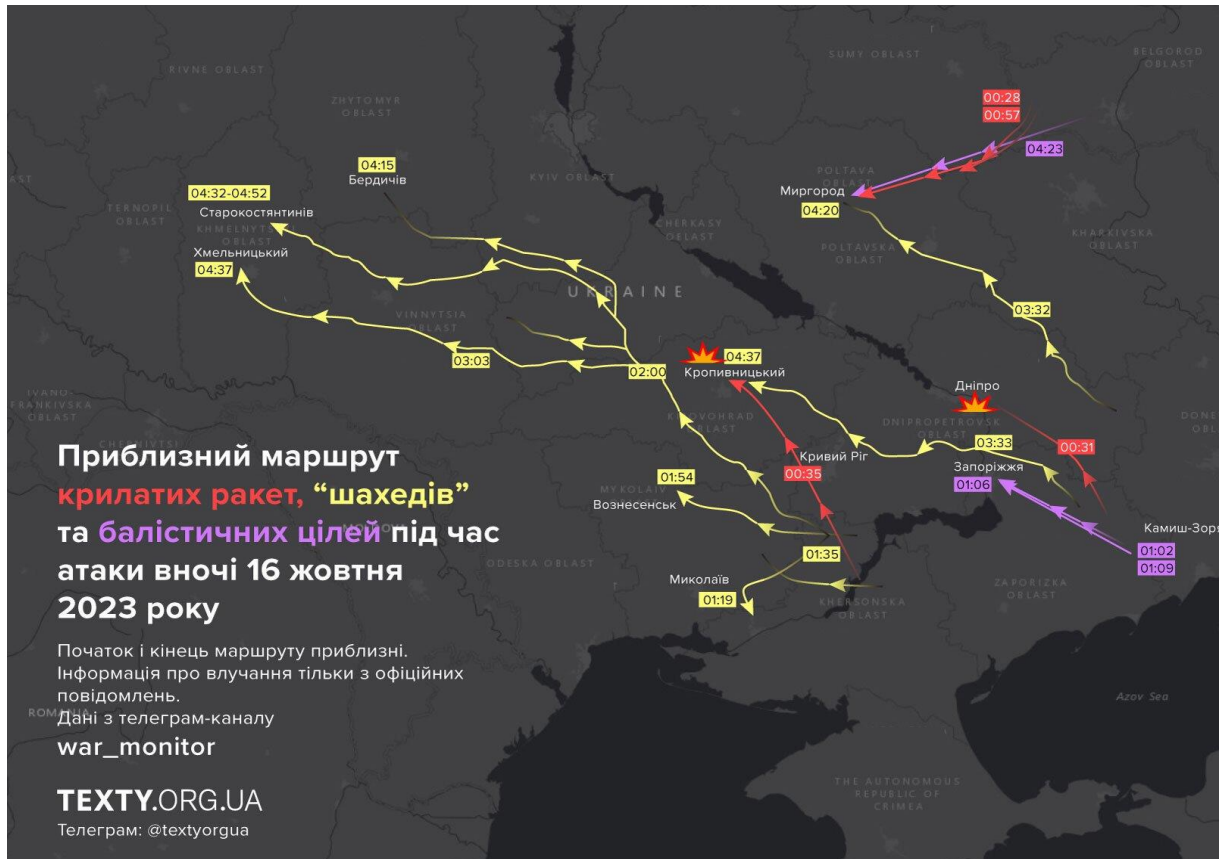 RIVNE OBLAST
ZHYTOMYR
OBLAST
KYIV OBLAST
SUMY OBLAST
BELGOROD
OBLAST
00:28
00:57
04:23
POLTAVA
OBLAST
Миргород
04:20
04:15
Бердичів
04:32-04:52
Старокостянтинів
TERNOPIL
OBLAST
OBLAST
Хмельницький
04:37
POLTAVSKA
OBLAST
KHARKIVSKA
OBLAST
UKRAINE
03:32
VINNYTSIA
OBLAST
03:03
02:00
04:37
Кропивницький
Дніпро
DNIPROPETROVSK
OBLAST
03:33
00:31
Запоріжжя
01:06
Кривий Ріг
00:35
01:54
Вознесенськ
Камиш-Зоря
01:02
01:09
01:35
ODESA OBLAST
Миколаїв
01:19
KHERSONSKA
OBLAST
ZAPORIZKA
OBLAST
Приблизний маршрут
крилатих ракет, “шахедів”
та балістичних цілей під час
атаки вночі 16 жовтня
2023 року
Початок і кінець маршруту приблизні.
Інформація про влучання тільки з офіційних
повідомлень.
Дані з телеграм-каналу
war_monitor
TEXTY.ORG.UA
Телеграм: @textyorgua
Azov Sea
THE AUTONOMOUS
REPUBLIC OF
CRIMEA